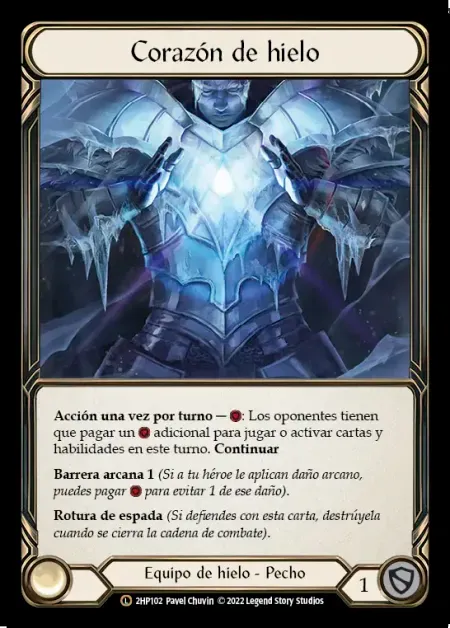 Corazón de hielo
Acción una vez por turno — : Los oponentes tienen
que pagar un adicional para jugar o activar cartas y
habilidades en este turno. Continuar
Barrera arcana 1 (Si a tu héroe le aplican daño arcano,
puedes pagar para evitar 1 de ese daño).
Rotura de espada (Si defiendes con esta carta, destrúyela
cuando se cierra la cadena de combate).
Equipo de hielo - Pecho
1
L 2HP102 Pavel Chuvin © 2022 Legend Story Studios